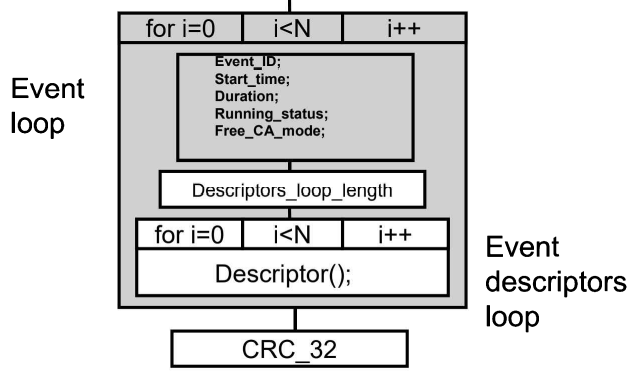 for i=0 i<N i++
Event_ID;
Start_time;
Duration;
Running_status;
Free_CA_mode;
Event
loop
Descriptors_loop_length
for i=0 i<N i++
Descriptor();
Event
descriptors
loop
CRC_32